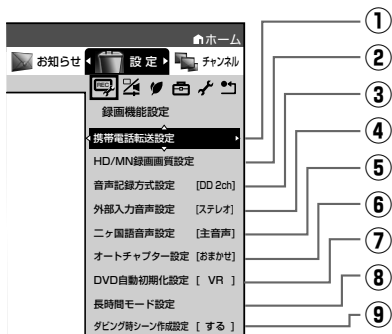 ホーム
お知らせ 設定 チャンネル
REC
録画機能設定
携帯電話転送設定
HD/MN録画画質設定
音声記録方式設定 [DD 2ch]
外部入力音声設定 [ステレオ]
二ヶ国語音声設定 [主音声]
オートチャプター設定 [おまかせ]
DVD自動初期化設定 [ VR ]
長時間モード設定
ダビング時シーン作成設定 [ する ]
①
②
③
④
⑤
⑥
⑦
⑧
⑨